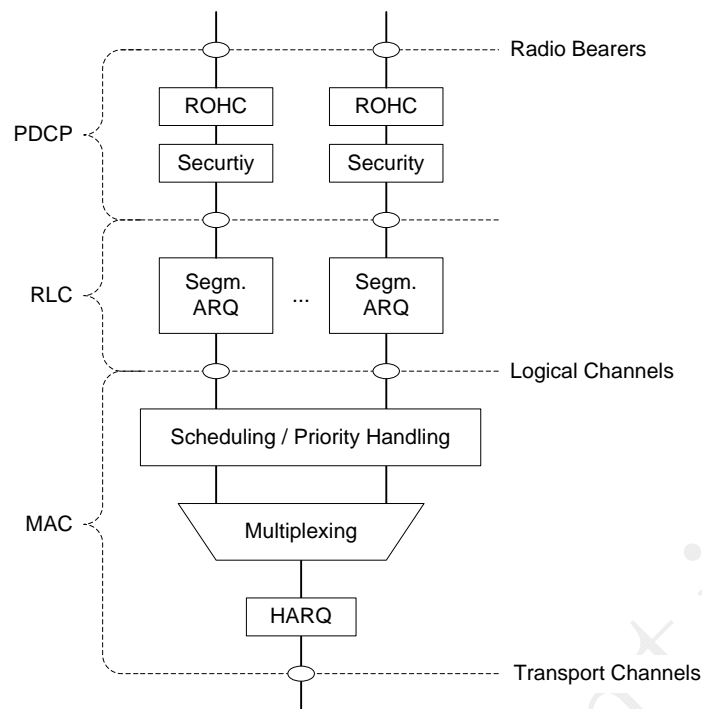 Radio Bearers
ROHC ROHC
PDCP
Securtiy Security
Segm. ARQ ... Segm. ARQ
RLC
Logical Channels
Scheduling / Priority Handling
Multiplexing
MAC
HARQ
Transport Channels